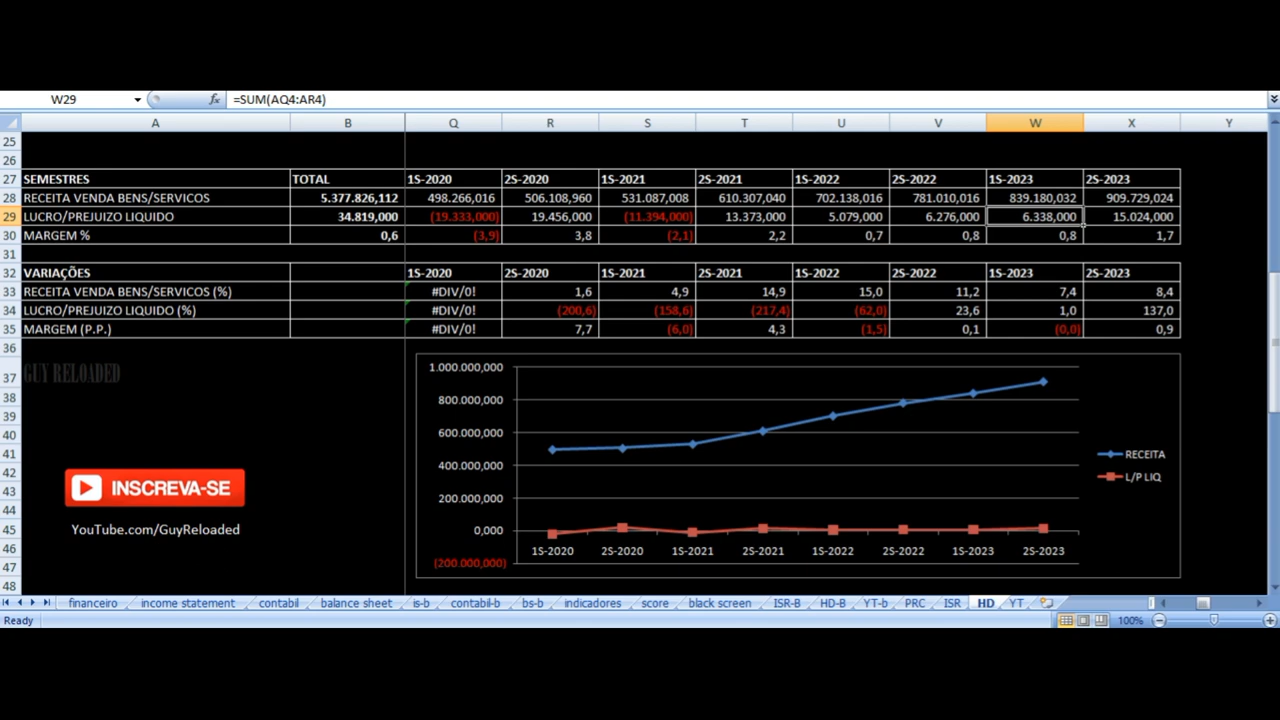 W29 fx =SUM(AQ4:AR4)
A B Q R S T U V W X Y
25
26
27 SEMESTRES TOTAL 1S-2020 2S-2020 1S-2021 2S-2021 1S-2022 2S-2022 1S-2023 2S-2023
28 RECEITA VENDA BENS/SERVICOS 5.377.826,112 498.266,016 506.108,960 531.087,008 610.307,040 702.138,016 781.010,016 839.180,032 909.729,024
29 LUCRO/PREJUIZO LIQUIDO 34.819,000 (19.333,000) 19.456,000 (11.394,000) 13.373,000 5.079,000 6.276,000 6.338,000 15.024,000
30 MARGEM % 0,6 (3,9) 3,8 (2,1) 2,2 0,7 0,8 0,8 1,7
31
32 VARIAÇÕES 1S-2020 2S-2020 1S-2021 2S-2021 1S-2022 2S-2022 1S-2023 2S-2023
33 RECEITA VENDA BENS/SERVICOS (%) #DIV/0! 1,6 4,9 14,9 15,0 11,2 7,4 8,4
34 LUCRO/PREJUIZO LIQUIDO (%) #DIV/0! (200,6) (158,6) (217,4) (62,0) 23,6 1,0 137,0
35 MARGEM (P.P.) #DIV/0! 7,7 (6,0) 4,3 (1,5) 0,1 (0,0) 0,9
36
37 GUY RELOADED
38
39
40
41
42
43
44
45
46
47
48
1.000.000,000
800.000,000
600.000,000
400.000,000
200.000,000
0,000
(200.000,000)
1S-2020 2S-2020 1S-2021 2S-2021 1S-2022 2S-2022 1S-2023 2S-2023
RECEITA
L/P LIQ
INSCREVA-SE
YouTube.com/GuyReloaded
financeiro income statement contabil balance sheet is-b contabil-b bs-b indicadores score black screen ISR-B HD-B YT-b PRC ISR HD YT
Ready 100%